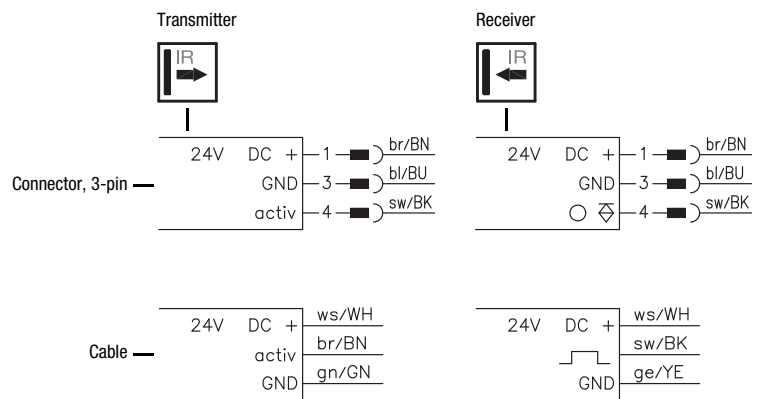 Transmitter
Receiver
IR
IR
24V DC + 1 br/BN
24V DC + 1 br/BN
Connector, 3-pin
GND 3 bl/BU
GND 3 bl/BU
activ 4 sw/BK
4 sw/BK
24V DC + ws/WH
24V DC + ws/WH
Cable
activ br/BN
sw/BK
GND gn/GN
GND ge/YE